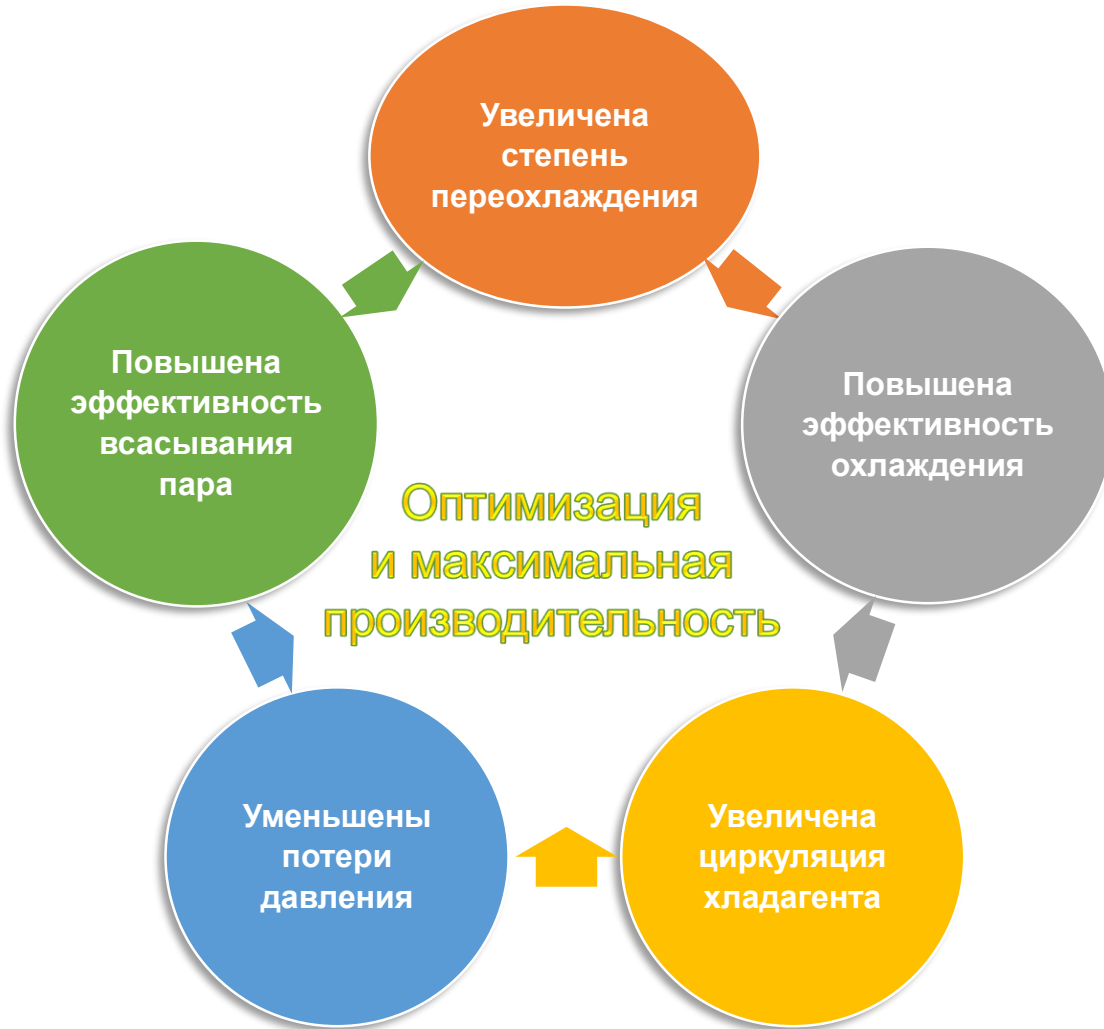 Увеличена
степень
переохлаждения
Повышена
эффективность
всасывания
пара
Повышена
эффективность
охлаждения
Оптимизация
и максимальная
производительность
Уменьшены
потери
давления
Увеличена
циркуляция
хладагента